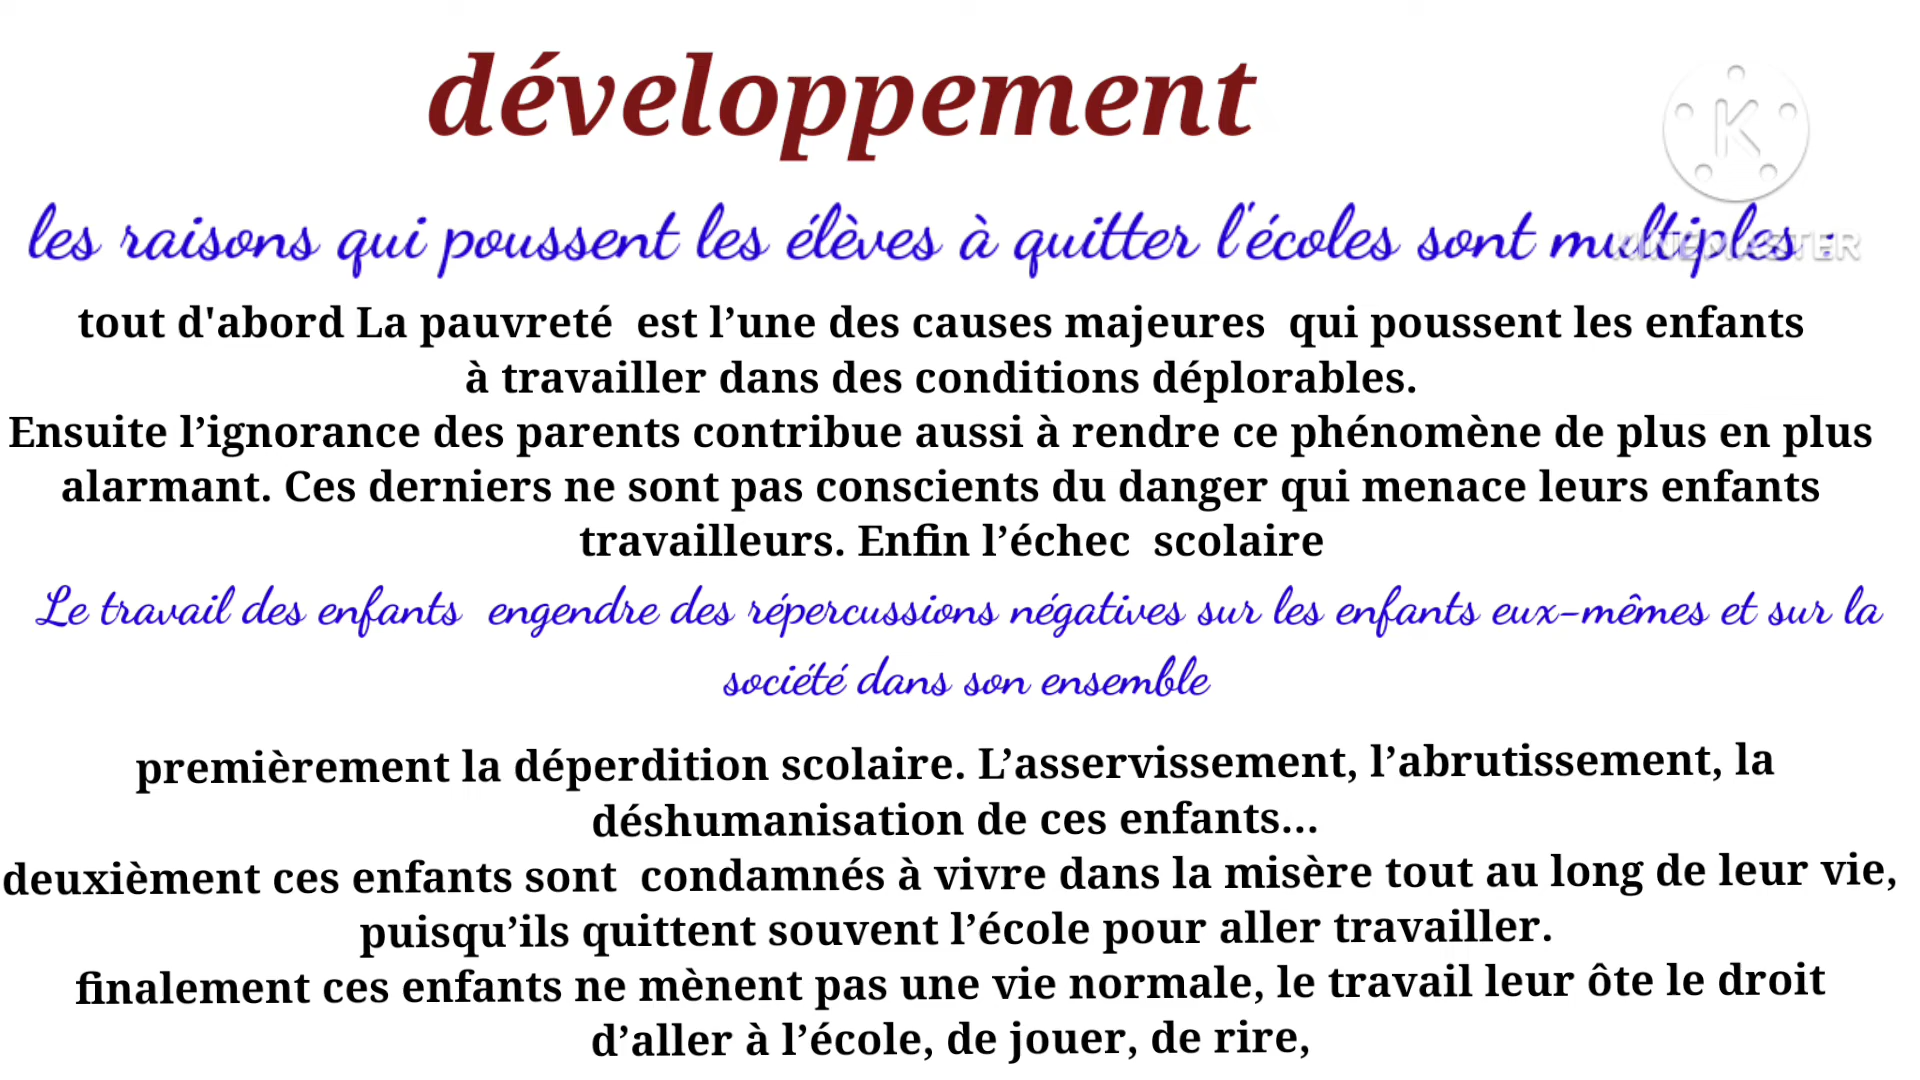 développement
K
les raisons qui poussent les élèves à quitter l'écoles sont multiples :
KINEMASTER
tout d'abord La pauvreté  est l’une des causes majeures  qui poussent les enfants
à travailler dans des conditions déplorables.
Ensuite l’ignorance des parents contribue aussi à rendre ce phénomène de plus en plus
alarmant. Ces derniers ne sont pas conscients du danger qui menace leurs enfants
travailleurs. Enfin l’échec  scolaire
Le travail des enfants  engendre des répercussions négatives sur les enfants eux-mêmes et sur la
société dans son ensemble
premièrement la déperdition scolaire. L’asservissement, l’abrutissement, la
déshumanisation de ces enfants...
deuxièment ces enfants sont  condamnés à vivre dans la misère tout au long de leur vie,
puisqu’ils quittent souvent l’école pour aller travailler.
finalement ces enfants ne mènent pas une vie normale, le travail leur ôte le droit
d’aller à l’école, de jouer, de rire,